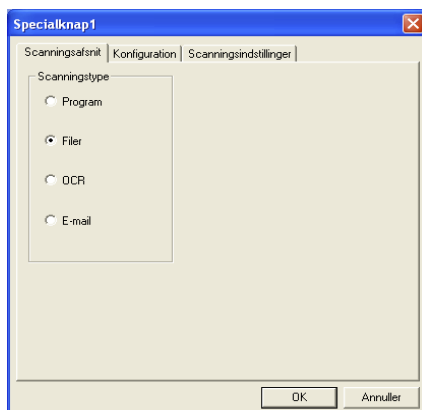 Specialknap1
Scanningsafsnit Konfiguration Scanningsindstillinger
Scanningstype
Program
Filer
OCR
E-mail
OK Annuller